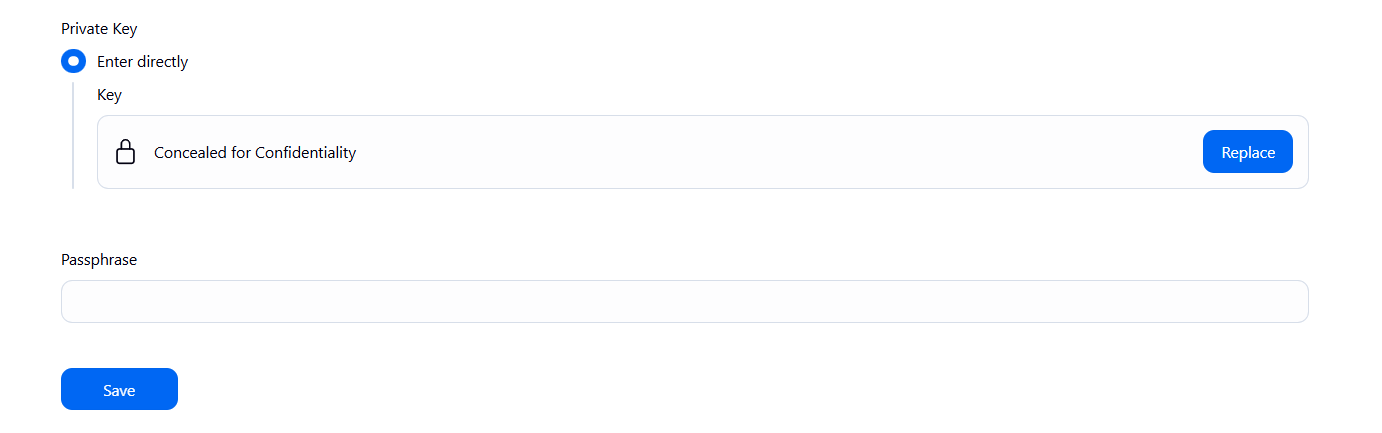 Private Key
Enter directly
Key
Concealed for Confidentiality
Replace
Passphrase
Save